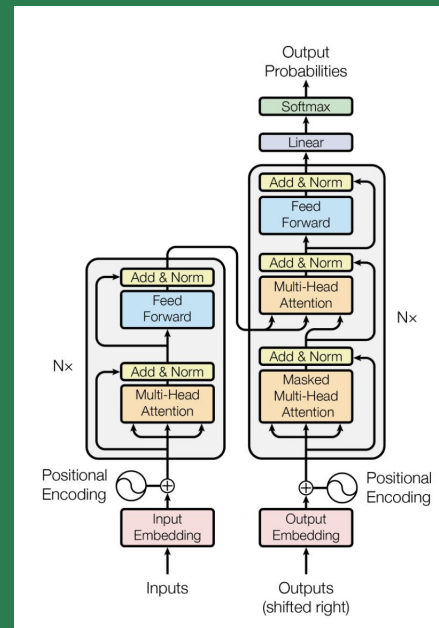 Output
Probabilities
Softmax
Linear
Add & Norm
Feed
Forward
Add & Norm
Multi-Head
Attention
Add & Norm
Masked
Multi-Head
Attention
N×
Add & Norm
Feed
Forward
Add & Norm
Multi-Head
Attention
N×
Positional
Encoding
Positional
Encoding
Input
Embedding
Output
Embedding
Inputs
Outputs
(shifted right)